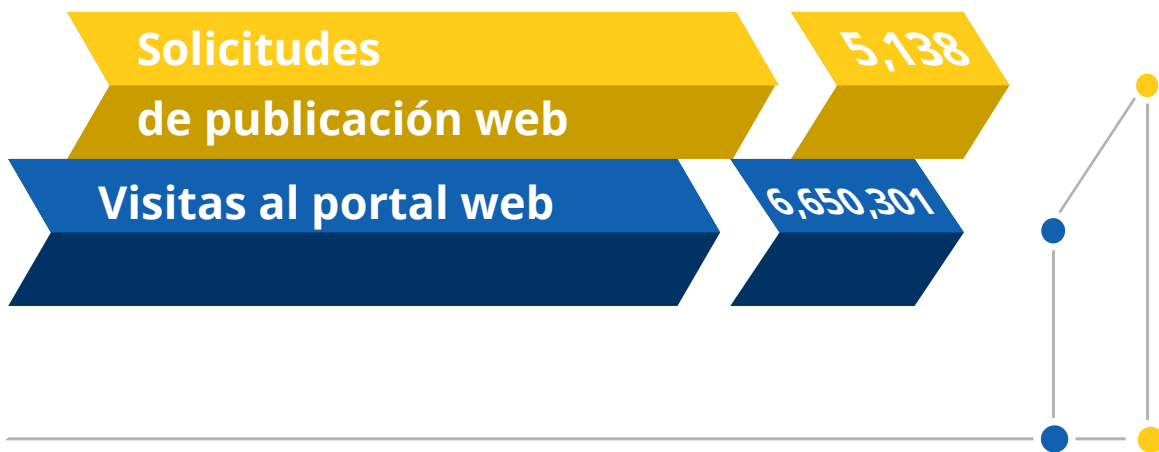 Solicitudes
de publicación web
5,138
Visitas al portal web
6,650,301